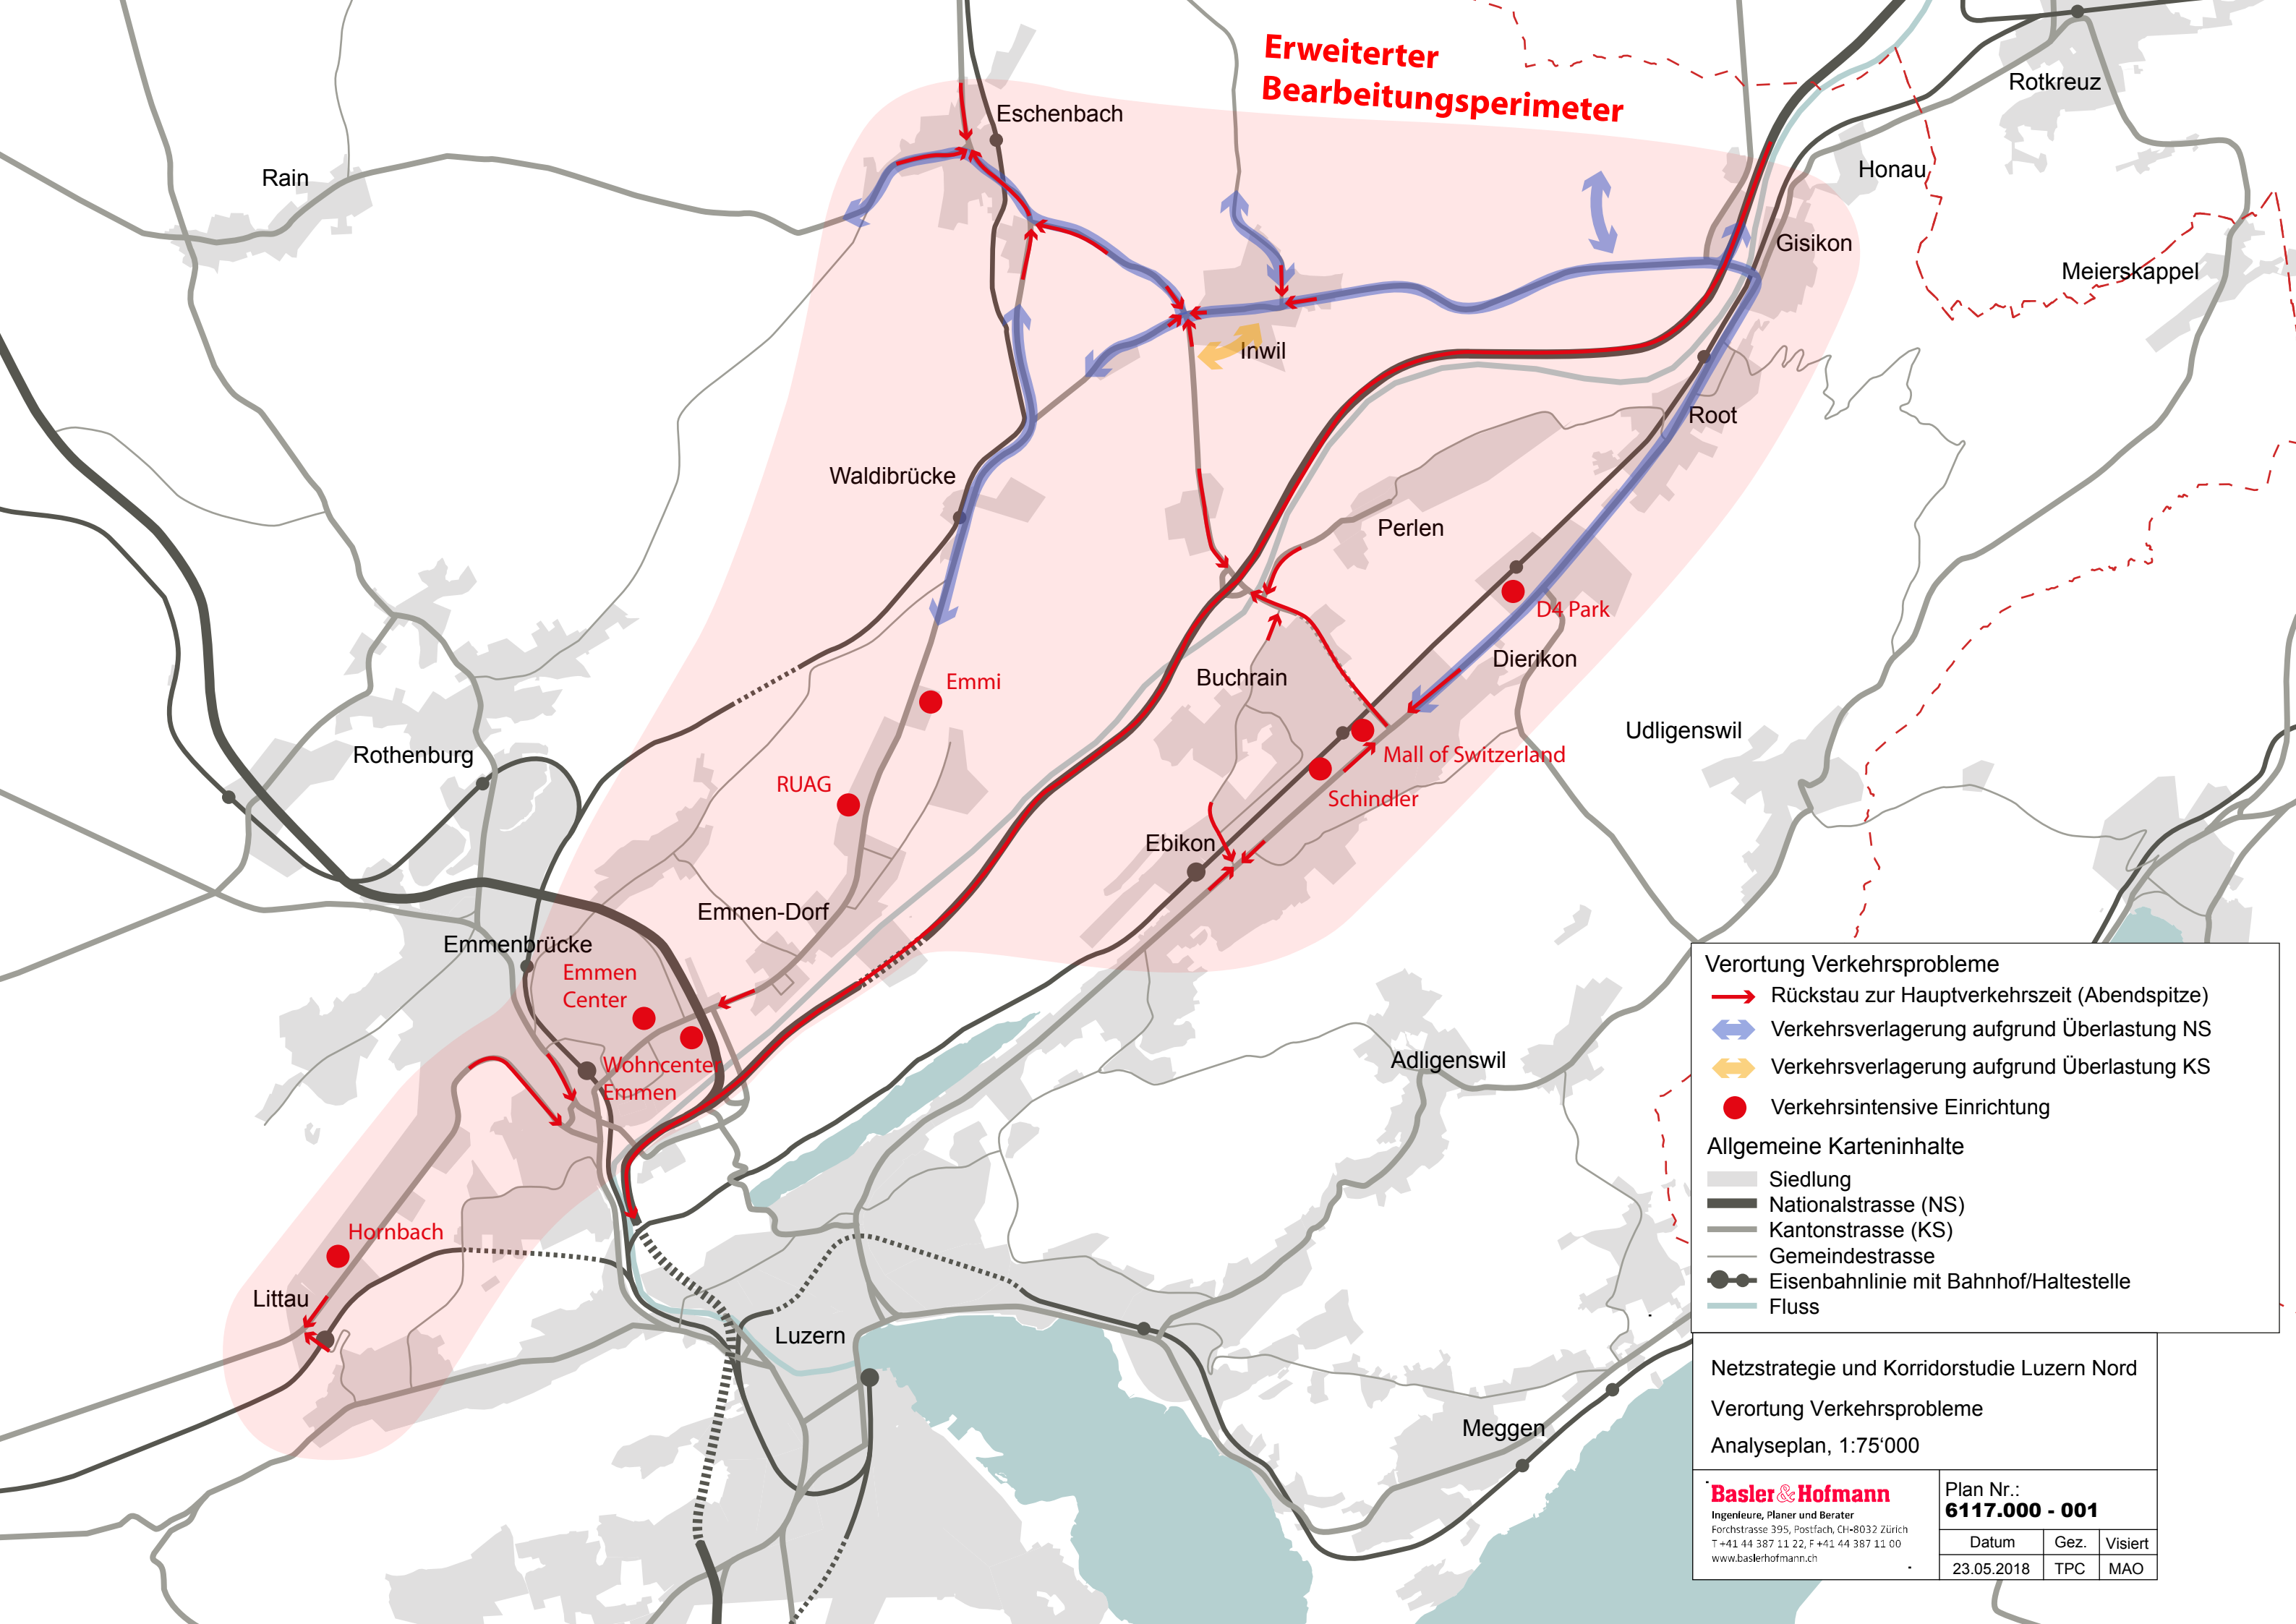 Erweiterter
Bearbeitungsperimeter
Rotkreuz
Eschenbach
Honau
Rain
Gisikon
Meierskappel
Inwil
Root
Waldibrücke
Perlen
D4 Park
Dierikon
Buchrain
Emmi
Udligenswil
Rothenburg
Mall of Switzerland
RUAG
Schindler
Ebikon
Emmen-Dorf
Emmenbrücke
Emmen
Center
Wohncenter
Emmen
Adligenswil
Hornbach
Littau
Luzern
Meggen
Verortung Verkehrsprobleme
Rückstau zur Hauptverkehrszeit (Abendspitze)
Verkehrsverlagerung aufgrund Überlastung NS
Verkehrsverlagerung aufgrund Überlastung KS
Verkehrsintensive Einrichtung
Allgemeine Karteninhalte
Siedlung
Nationalstrasse (NS)
Kantonstrasse (KS)
Gemeindestrasse
Eisenbahnlinie mit Bahnhof/Haltestelle
Fluss
Netzstrategie und Korridorstudie Luzern Nord
Verortung Verkehrsprobleme
Analyseplan, 1:75‘000
Basler & Hofmann
Ingenieure, Planer und Berater
Forchstrasse 395, Postfach, CH-8032 Zürich
T +41 44 387 11 22, F +41 44 387 11 00
www.baslerhofmann.ch
Plan Nr.:
6117.000 - 001
Datum Gez. Visiert
23.05.2018 TPC MAO